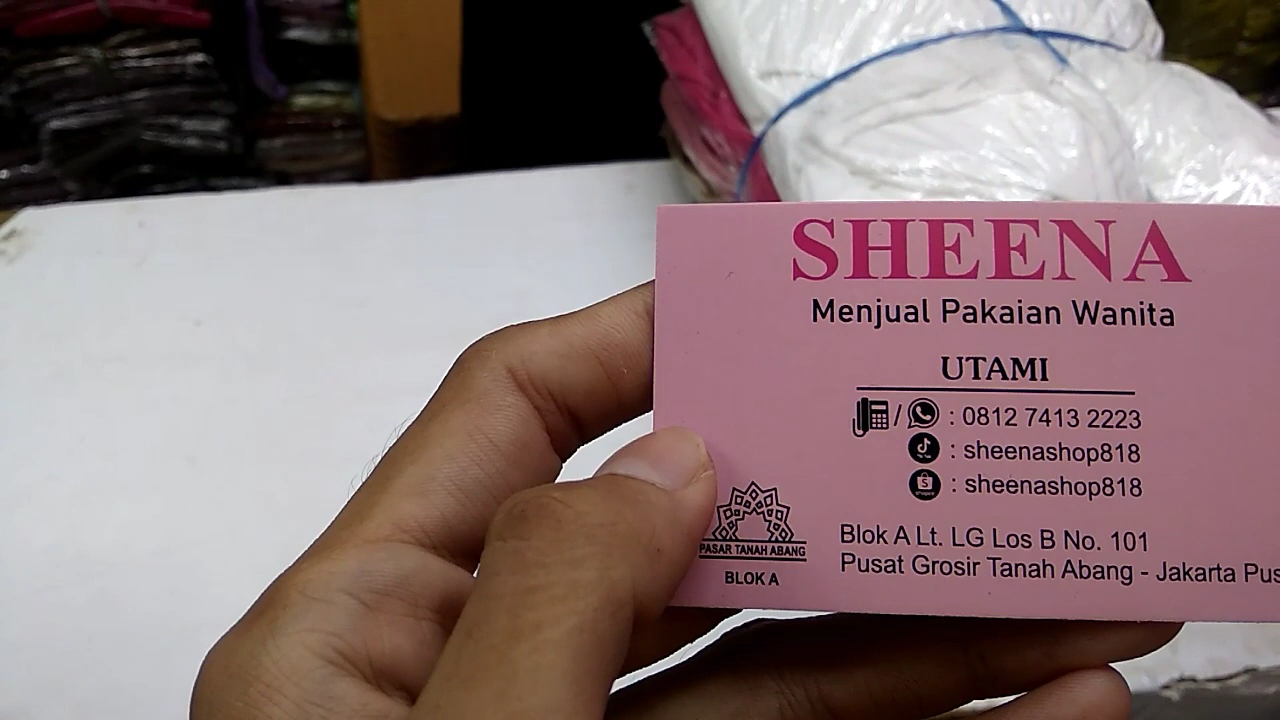 SHEENA
Menjual Pakaian Wanita
UTAMI
/ : 0812 7413 2223
: sheenashop818
: sheenashop818
PASAR TANAH ABANG
BLOK A
Blok A Lt. LG Los B No. 101
Pusat Grosir Tanah Abang - Jakarta Pus